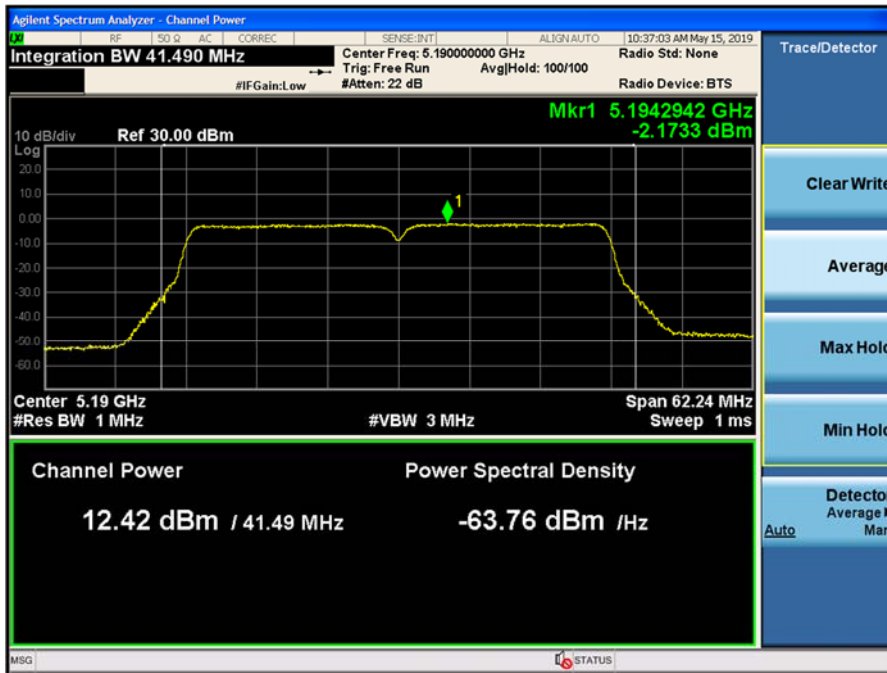 Agilent Spectrum Analyzer - Channel Power
LXI RF 50 Ω AC CORREC SENSE:INT ALIGN AUTO 10:37:03 AM May 15, 2019
Integration BW 41.490 MHz
Center Freq: 5.190000000 GHz
Radio Std: None
Trig: Free Run Avg|Hold: 100/100
#IFGain:Low #Atten: 22 dB Radio Device: BTS
Mkr1 5.1942942 GHz
-2.1733 dBm
10 dB/div Ref 30.00 dBm
Log
20.0
10.0
0.00
-10.0
-20.0
-30.0
-40.0
-50.0
-60.0
1
Center 5.19 GHz Span 62.24 MHz
#Res BW 1 MHz #VBW 3 MHz Sweep 1 ms
Channel Power Power Spectral Density
12.42 dBm / 41.49 MHz -63.76 dBm /Hz
MSG STATUS
Trace/Detector
Clear Write
Average
Max Hold
Min Hold
Detector
Average
Auto Man